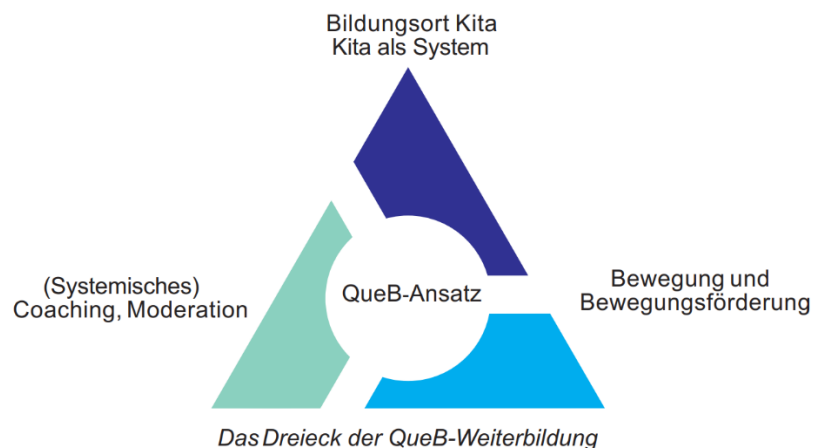 Bildungsort Kita
Kita als System
(Systemisches)
Coaching, Moderation
QueB-Ansatz
Bewegung und
Bewegungsförderung
Das Dreieck der QueB-Weiterbildung